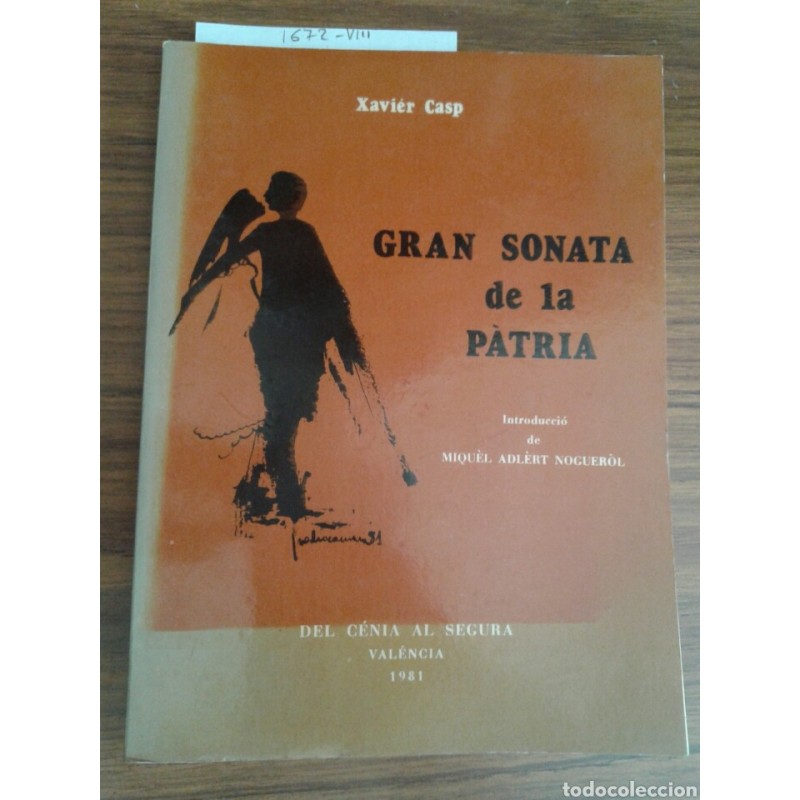 1672-VIII
Xaviér Casp
GRAN SONATA
de la
PÀTRIA
Introducció
de
MIQUÈL ADLÈRT NOGUERÒL
DEL CÉNIA AL SEGURA
VALÉNCIA
1981
todocoleccion